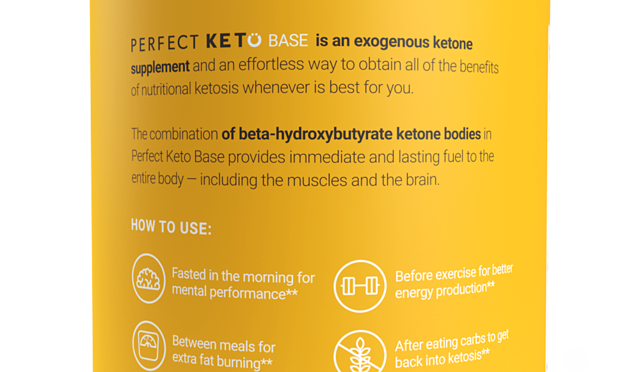 PERFECT KETO BASE is an exogenous ketone
supplement and an effortless way to obtain all of the benefits
of nutritional ketosis whenever is best for you.
The combination of beta-hydroxybutyrate ketone bodies in
Perfect Keto Base provides immediate and lasting fuel to the
entire body — including the muscles and the brain.
HOW TO USE:
Fasted in the morning for
mental performance**
Before exercise for better
energy production**
Between meals for
extra fat burning**
After eating carbs to get
back into ketosis**